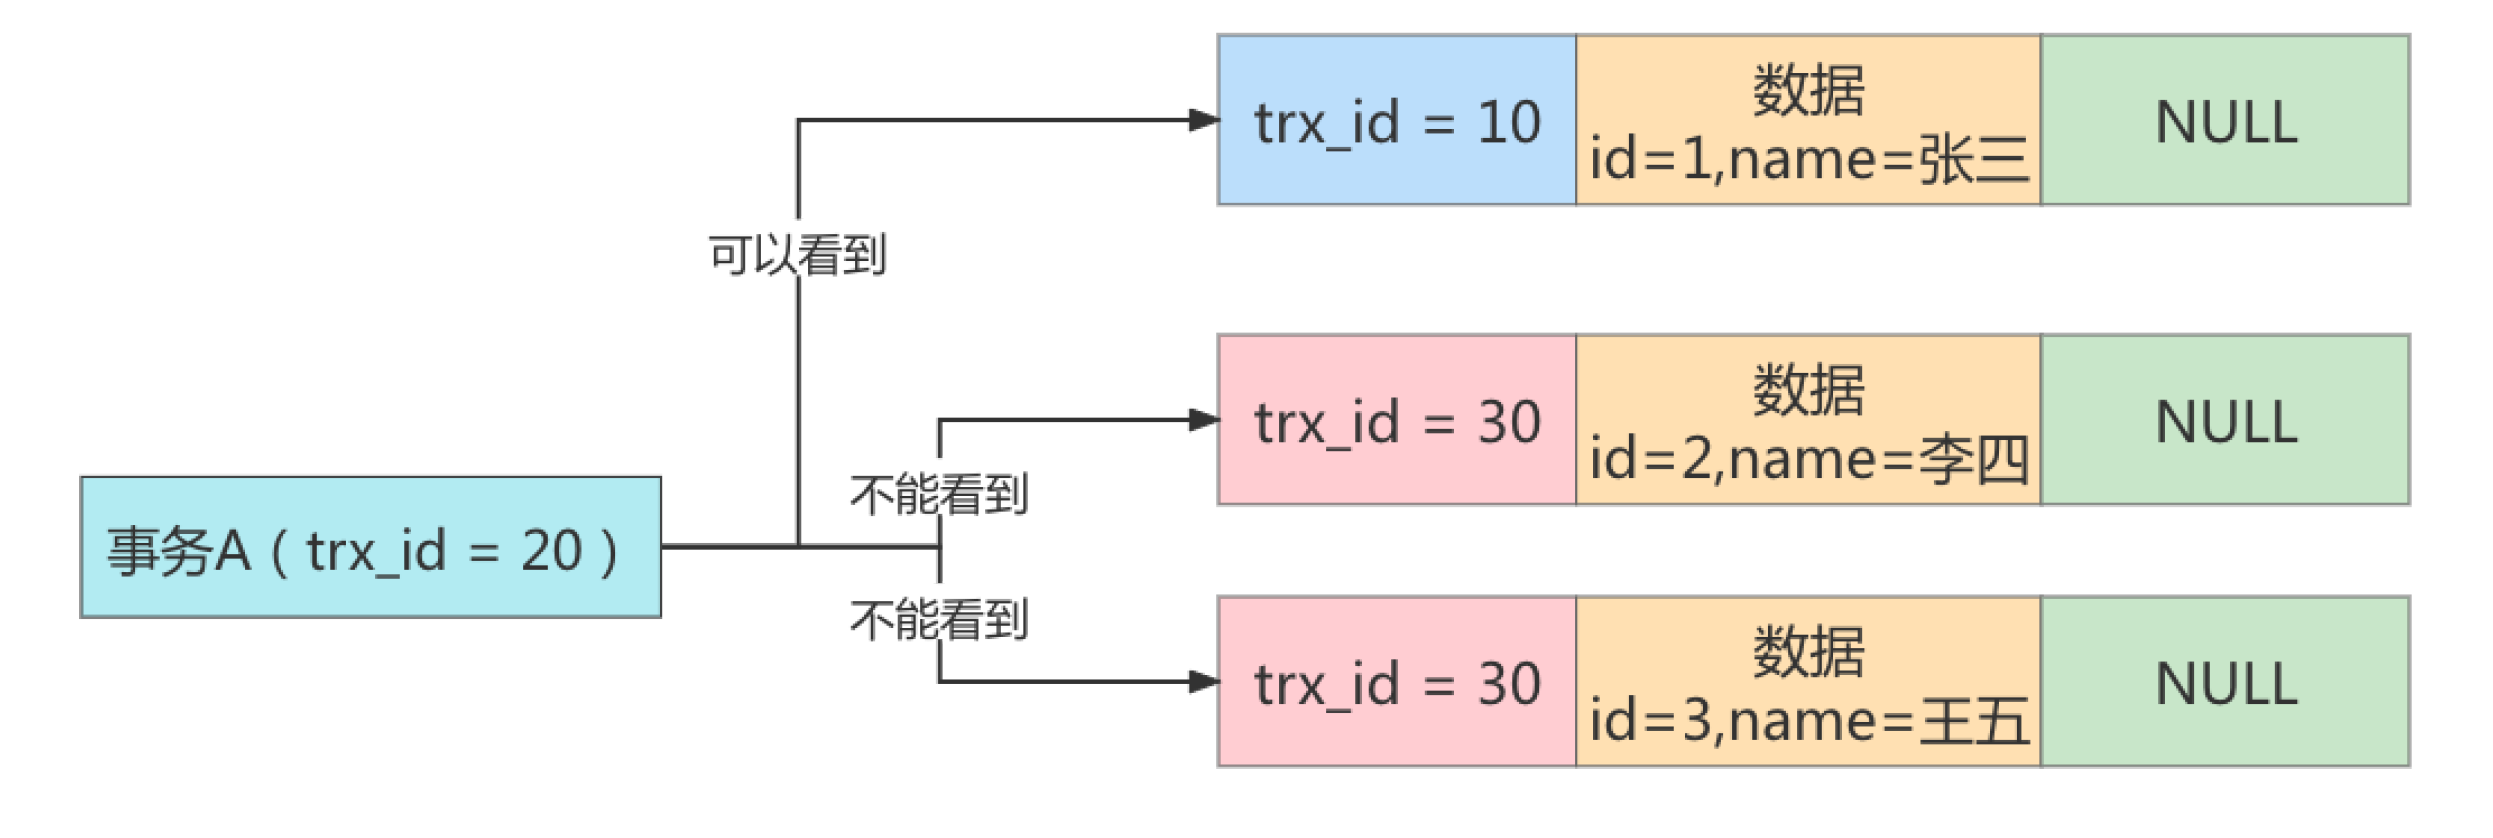 trx_id = 10
数据
id=1,name=张三
NULL
可以看到
trx_id = 30
数据
id=2,name=李四
NULL
不能看到
事务A（trx_id = 20）
不能看到
trx_id = 30
数据
id=3,name=王五
NULL